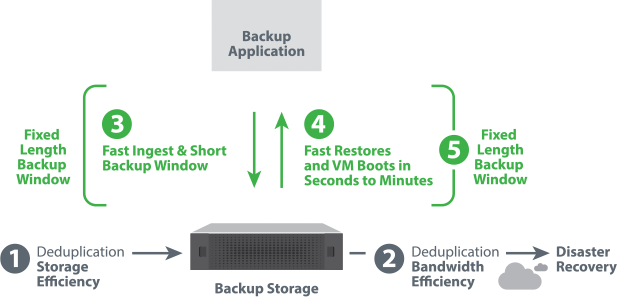 Backup
Application
Fixed
Length
Backup
Window
3
Fast Ingest & Short
Backup Window
4
Fast Restores
and VM Boots in
Seconds to Minutes
5
Fixed
Length
Backup
Window
1
Deduplication
Storage
Efficiency
Backup Storage
2
Deduplication
Bandwidth
Efficiency
Disaster
Recovery